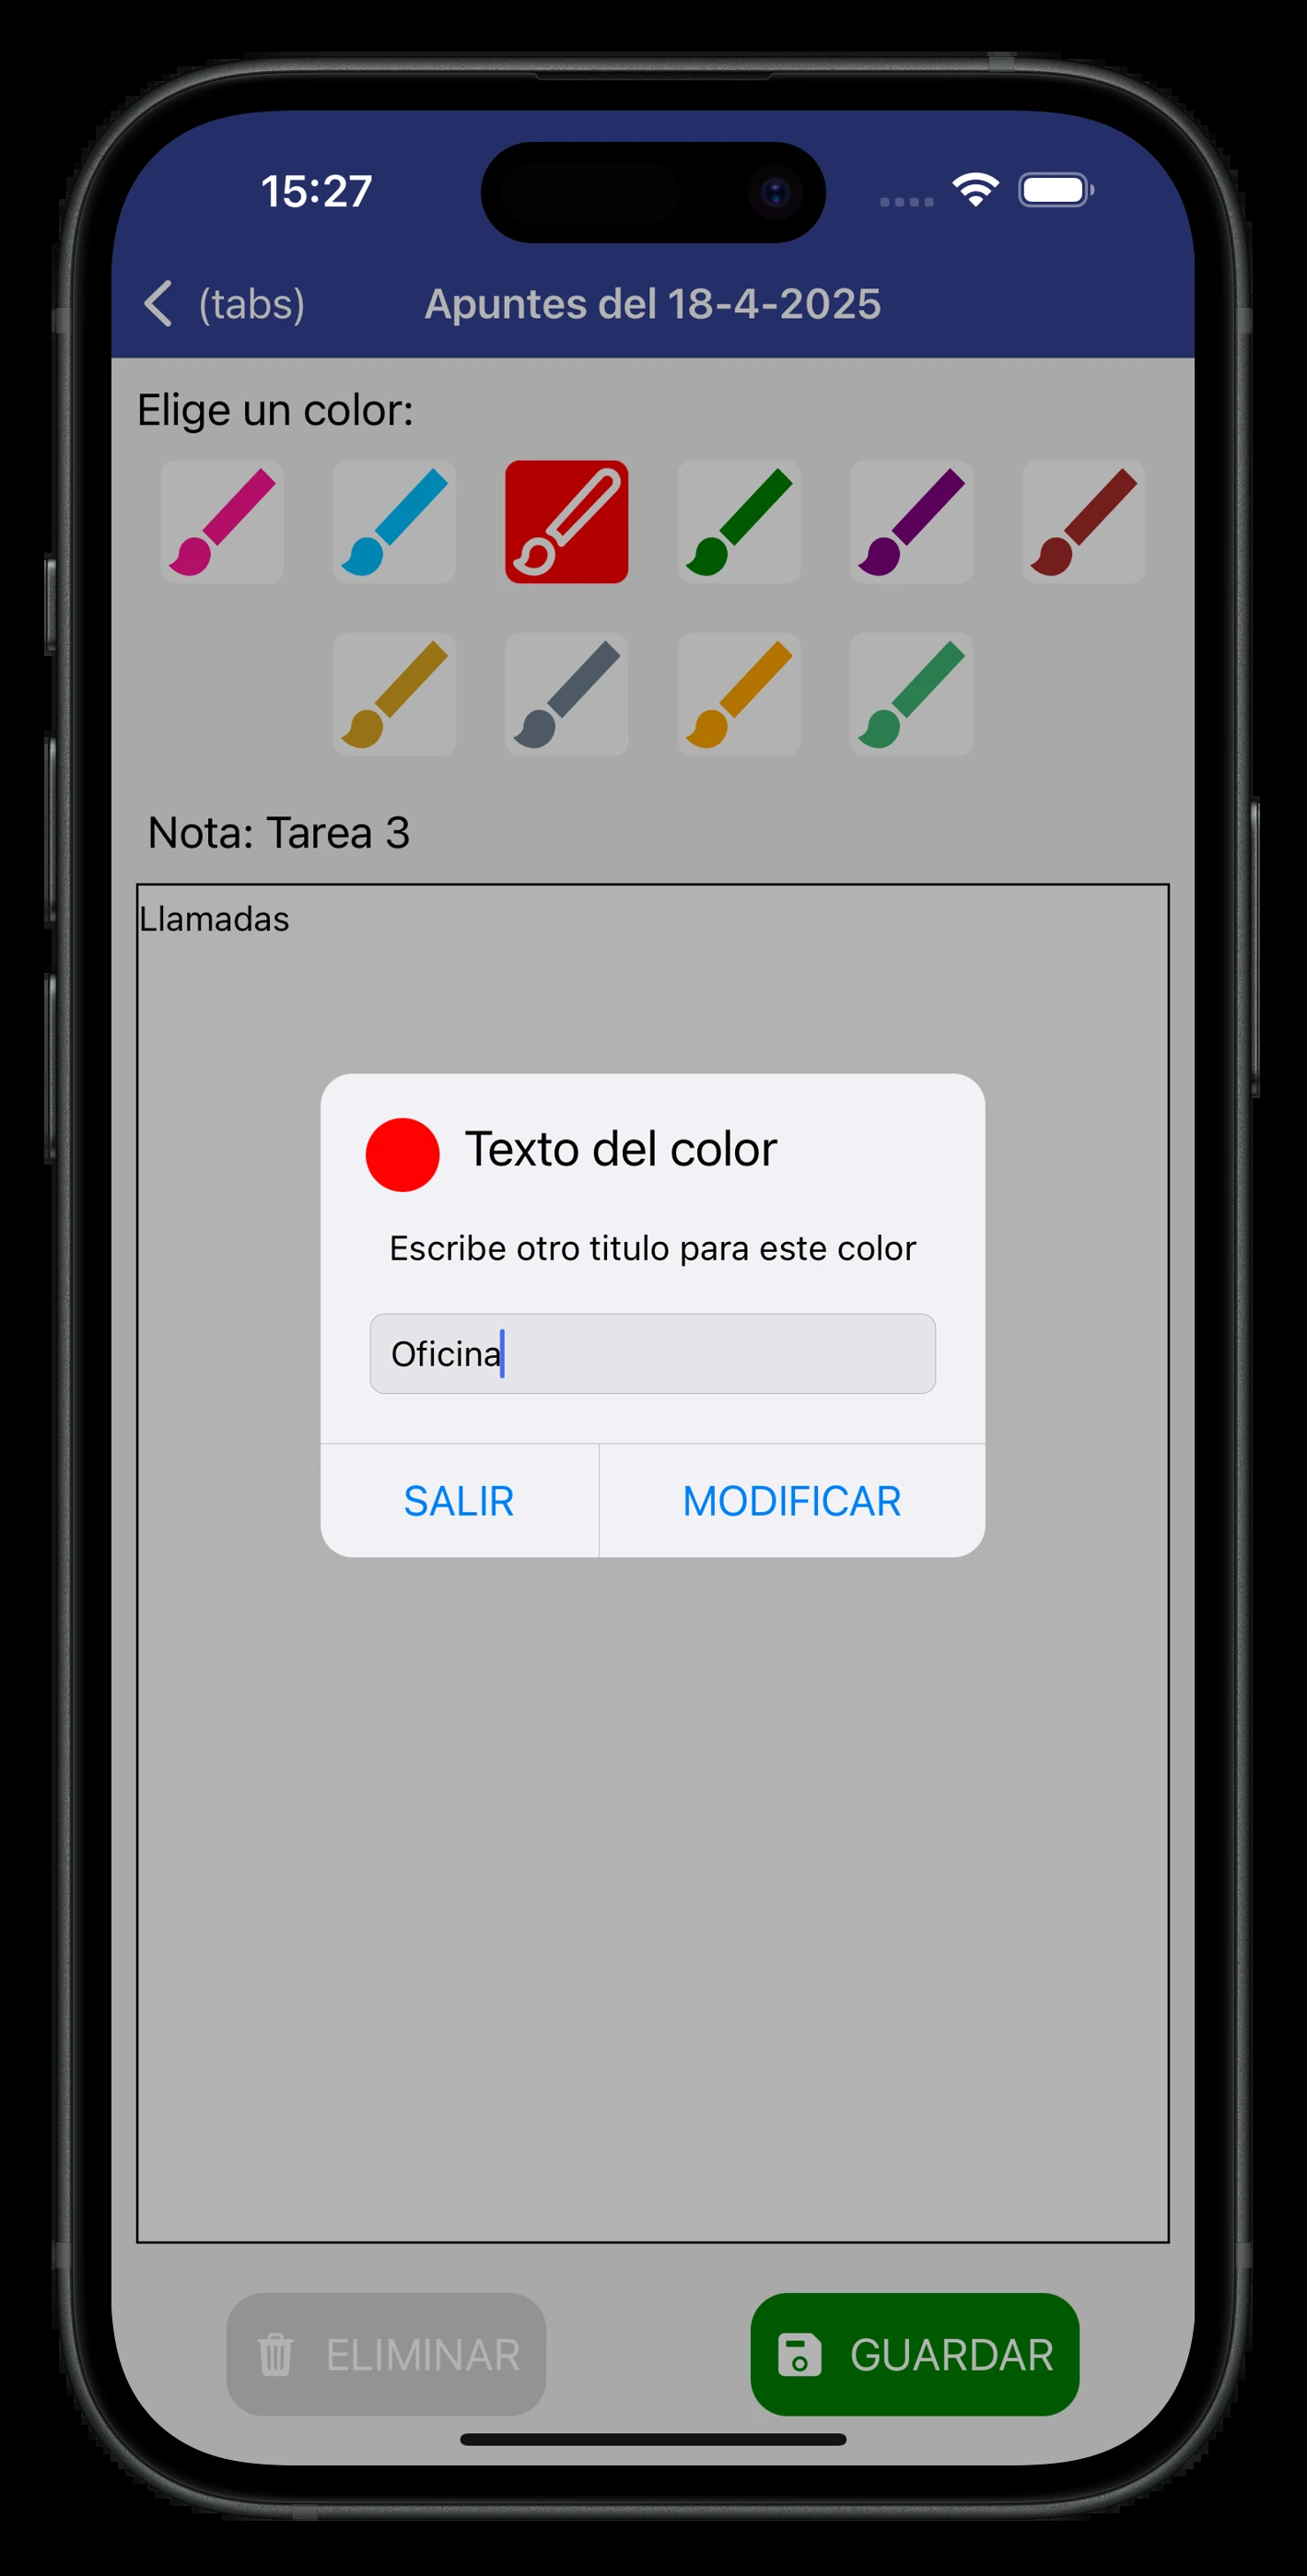 15:27
(tabs) Apuntes del 18-4-2025
Elige un color:
Nota: Tarea 3
Llamadas
Texto del color
Escribe otro titulo para este color
Oficina
SALIR MODIFICAR
ELIMINAR GUARDAR